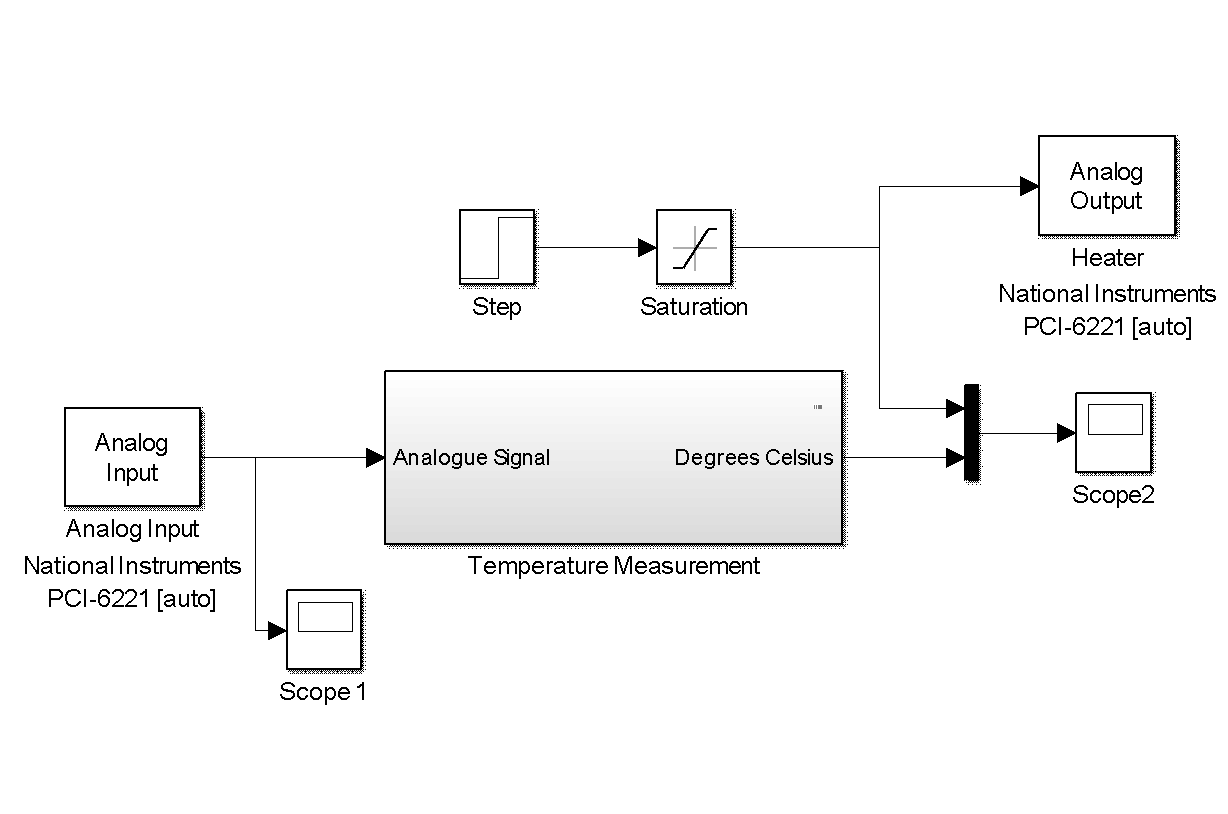 Analog
Output
Heater
National Instruments
PCI-6221 [auto]
Step
Saturation
Analog
Input
Analog Input
National Instruments
PCI-6221 [auto]
Analogue Signal
Degrees Celsius
Temperature Measurement
Scope2
Scope 1